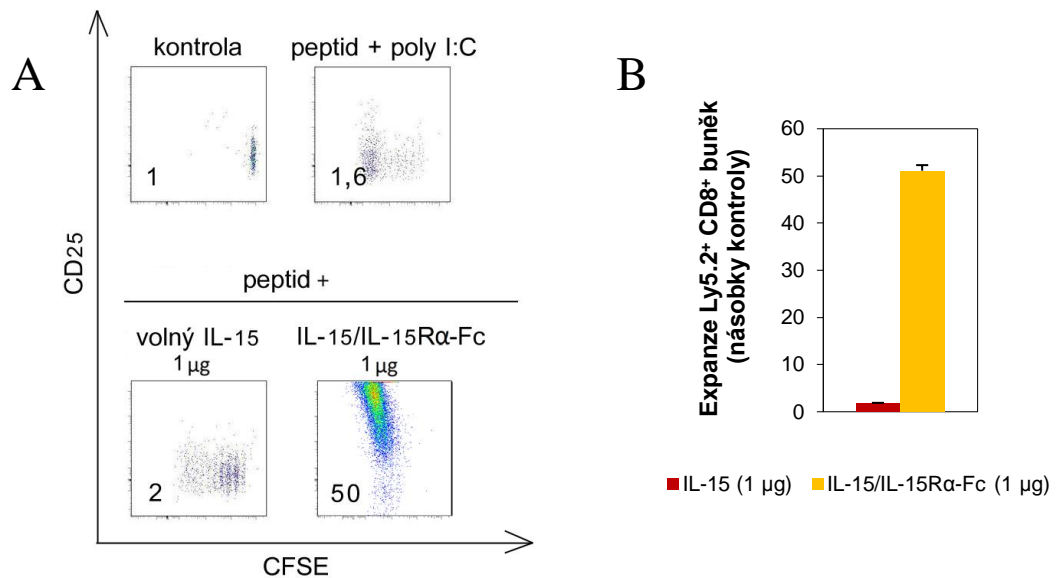 A
kontrola
peptid + poly I:C
1
1,6
CD25
peptid +
volný IL-15
1 µg
IL-15/IL-15Rα-Fc
1 µg
2
50
CFSE
B
Expanze Ly5.2⁺ CD8⁺ buněk
(násobky kontroly)
60
50
40
30
20
10
0
IL-15 (1 µg)
IL-15/IL-15Rα-Fc (1 µg)